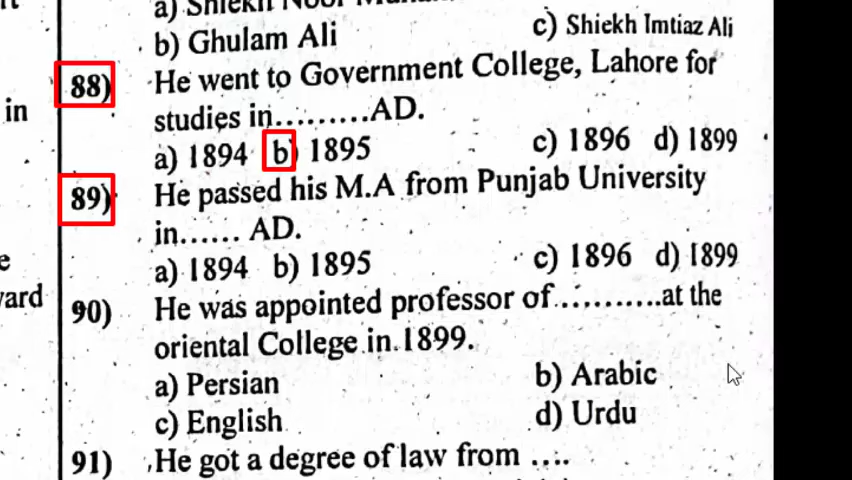 a) Shiekh Noor
b) Ghulam Ali c) Shiekh Imtiaz Ali
88) He went to Government College, Lahore for
in
studies in.........AD.
a) 1894 b) 1895 c) 1896 d) 1899
89) He passed his M.A from Punjab University
in...... AD.
a) 1894 b) 1895 c) 1896 d) 1899
90) He was appointed professor of...........at the
oriental College in 1899.
a) Persian b) Arabic
c) English d) Urdu
91) He got a degree of law from ....